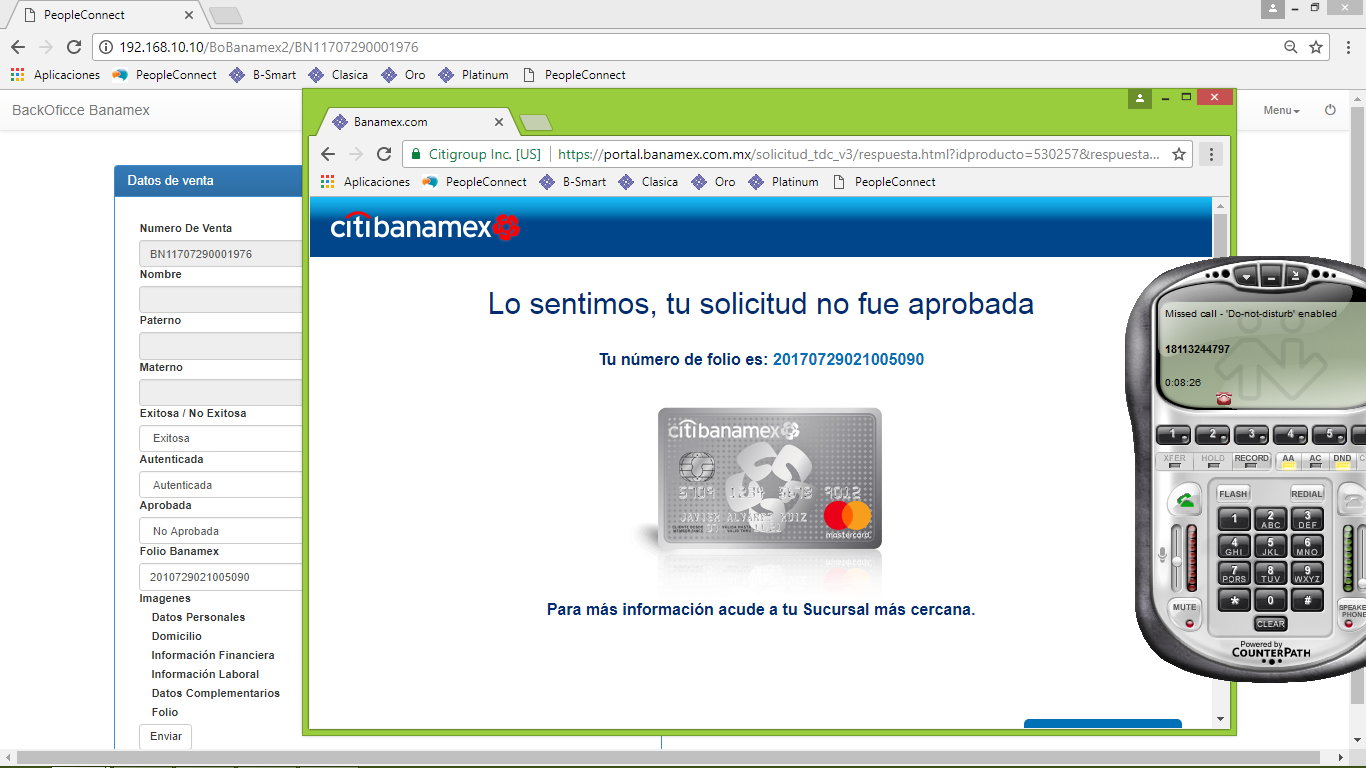 PeopleConnect
192.168.10.10/BoBanamex2/BN11707290001976
Aplicaciones PeopleConnect B-Smart Clasica Oro Platinum PeopleConnect
BackOficce Banamex
Menu
Datos de venta
Numero De Venta
BN11707290001976
Nombre
Paterno
Materno
Exitosa / No Exitosa
Exitosa
Autenticada
Autenticada
Aprobada
No Aprobada
Folio Banamex
2010729021005090
Imagenes
Datos Personales
Domicilio
Información Financiera
Información Laboral
Datos Complementarios
Folio
Enviar
Banamex.com
Citigroup Inc. [US] https://portal.banamex.com.mx/solicitud_tdc_v3/respuesta.html?idproducto=530257&respuesta...
Aplicaciones PeopleConnect B-Smart Clasica Oro Platinum PeopleConnect
citibanamex
Lo sentimos, tu solicitud no fue aprobada
Tu número de folio es: 20170729021005090
citibanamex
JAVIER ALVAREZ RUIZ
mastercard
Para más información acude a tu Sucursal más cercana.
Missed call - 'Do-not-disturb' enabled
18113244797
0:08:26
1 2 3 4 5
XFER HOLD RECORD AA AC DND
FLASH REDIAL
1 2 ABC 3 DEF
4 GHI 5 JKL 6 MNO
7 PQRS 8 TUV 9 WXYZ
* 0 #
MUTE
CLEAR
SPEAKER
PHONE
Powered by
COUNTERPATH